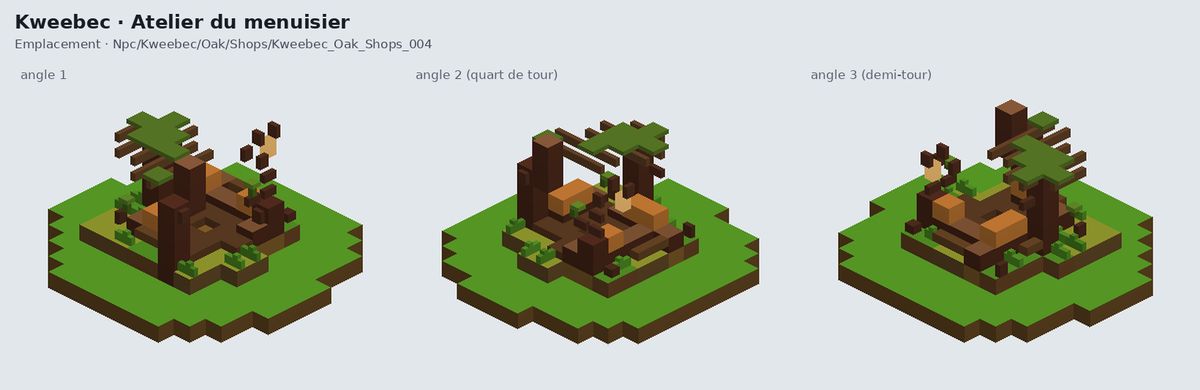 Kweebec · Atelier du menuisier
Emplacement · Npc/Kweebec/Oak/Shops/Kweebec_Oak_Shops_004
angle 1
angle 2 (quart de tour)
angle 3 (demi-tour)